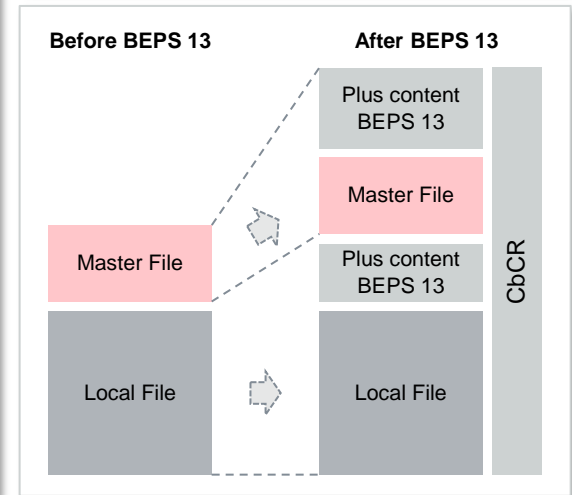 Before BEPS 13
After BEPS 13
Plus content
BEPS 13
Master File
Master File
Plus content
BEPS 13
Local File
Local File
CbCR